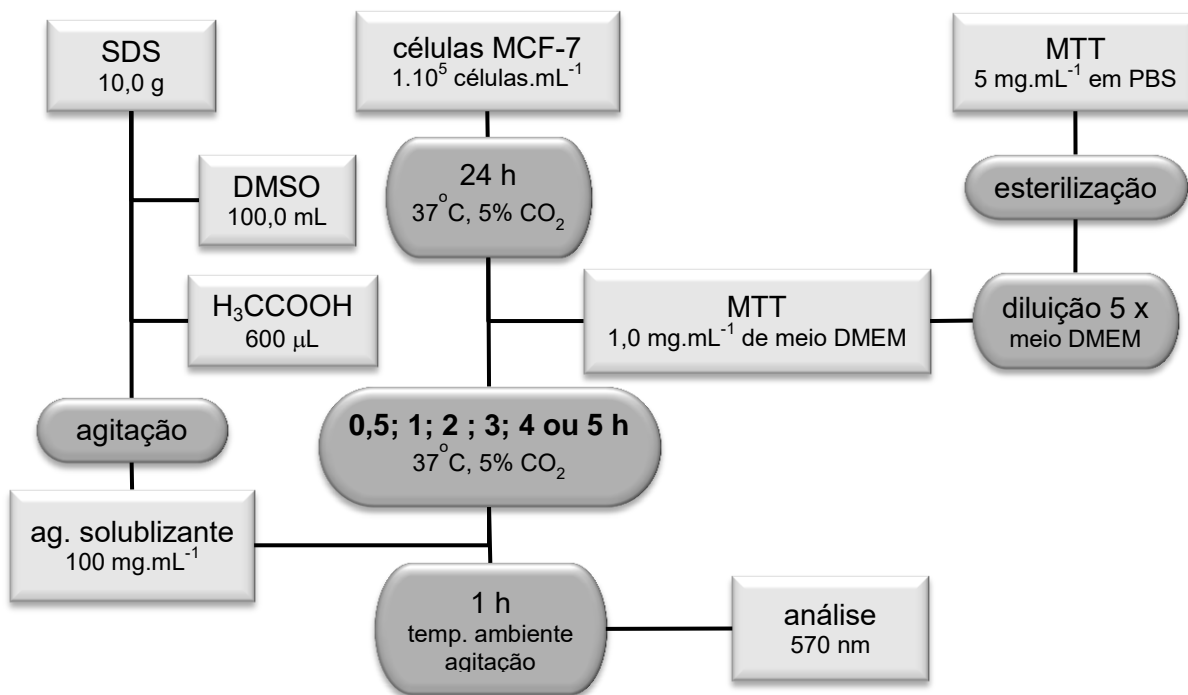 SDS
10,0 g
células MCF-7
1.10⁵ células.mL⁻¹
MTT
5 mg.mL⁻¹ em PBS
DMSO
100,0 mL
24 h
37°C, 5% CO₂
esterilização
H₃CCOOH
600 μL
MTT
1,0 mg.mL⁻¹ de meio DMEM
diluição 5 x
meio DMEM
agitação
0,5; 1; 2 ; 3; 4 ou 5 h
37°C, 5% CO₂
ag. solublizante
100 mg.mL⁻¹
1 h
temp. ambiente
agitação
análise
570 nm